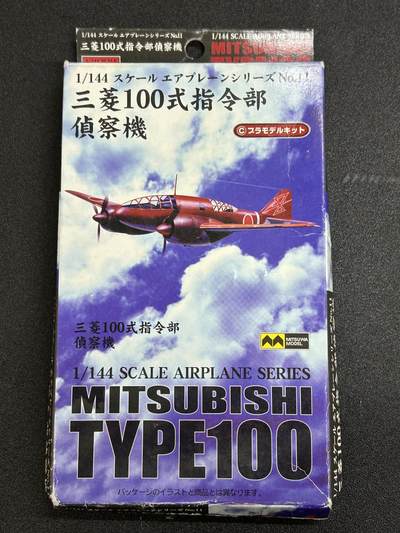 1/144 スケール エアプレーンシリーズ No.11
三菱100式指令部偵察機
1/144 SCALE AIRPLANE SERIES
MITSUBISHI
1/144 スケール エアプレーンシリーズ No.11
三菱100式指令部
偵察機
C プラモデルキット
三菱100式指令部
偵察機
MITSUWA
MODEL
1/144 SCALE AIRPLANE SERIES
MITSUBISHI
TYPE100
パッケージのイラストと商品とは異なります。